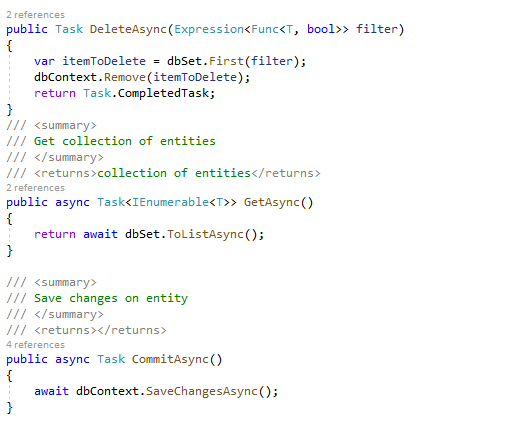 2 references
public Task DeleteAsync(Expression<Func<T, bool>> filter)
{
    var itemToDelete = dbSet.First(filter);
    dbContext.Remove(itemToDelete);
    return Task.CompletedTask;
}
/// <summary>
/// Get collection of entities
/// </summary>
/// <returns>collection of entities</returns>
2 references
public async Task<IEnumerable<T>> GetAsync()
{
    return await dbSet.ToListAsync();
}

/// <summary>
/// Save changes on entity
/// </summary>
/// <returns></returns>
4 references
public async Task CommitAsync()
{
    await dbContext.SaveChangesAsync();
}